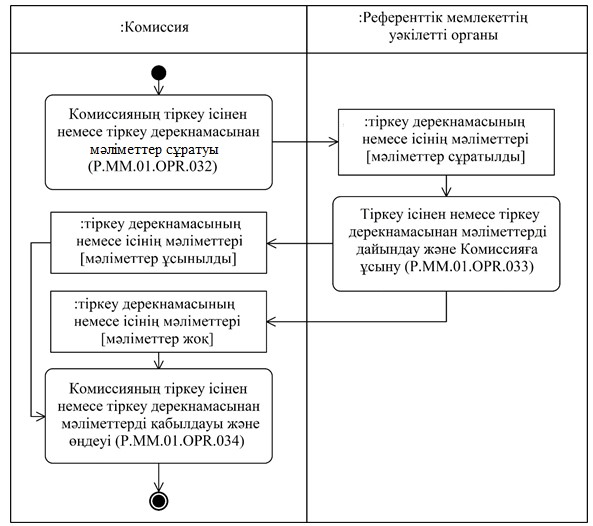 :Комиссия
:Референттік мемлекеттің
уәкілетті органы
Комиссияның тіркеу ісінен
немесе тіркеу дерекнамасынан
мәліметтер сұратуы
(P.MM.01.OPR.032)
:тіркеу дерекнамасының
немесе ісінің мәліметтері
[мәліметтер сұратылды]
Тіркеу ісінен немесе тіркеу
дерекнамасынан мәліметтерді
дайындау және Комиссияға
ұсыну (P.MM.01.OPR.033)
:тіркеу дерекнамасының
немесе ісінің мәліметтері
[мәліметтер ұсынылды]
:тіркеу дерекнамасының
немесе ісінің мәліметтері
[мәліметтер жоқ]
Комиссияның тіркеу ісінен
немесе тіркеу дерекнамасынан
мәліметтерді қабылдауы және
өңдеуі (P.MM.01.OPR.034)